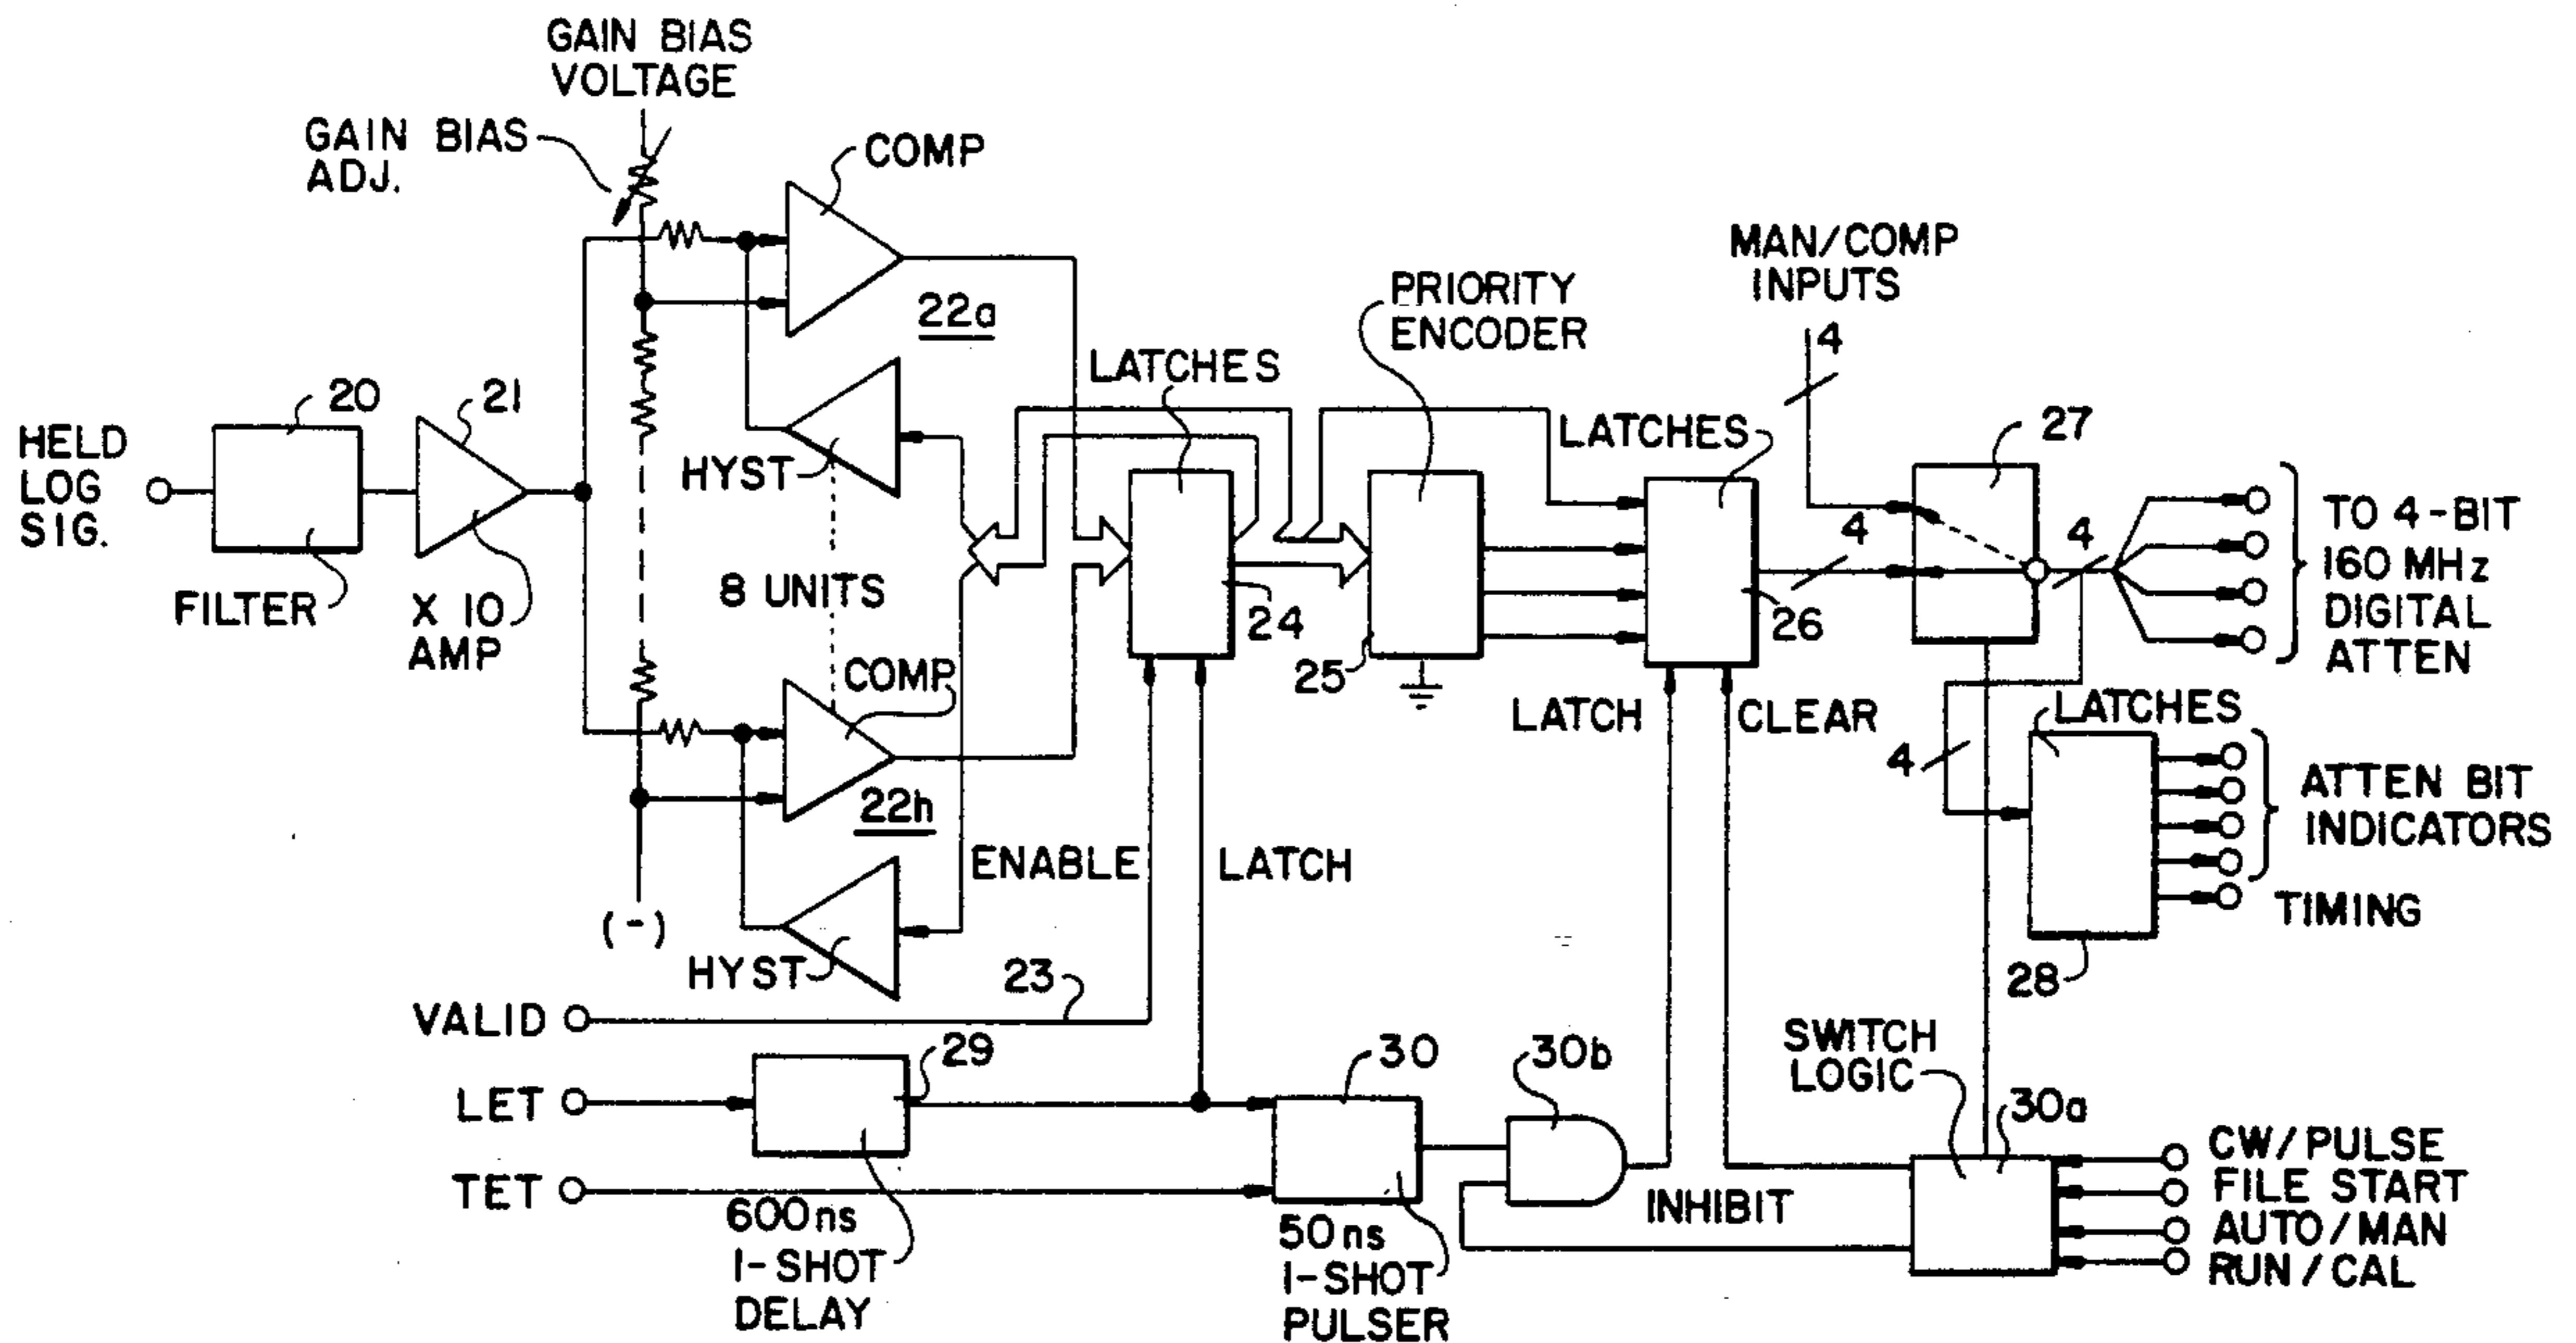 GAIN BIAS
VOLTAGE
GAIN BIAS
ADJ.
COMP
22a
HELD
LOG
SIG.
20
FILTER
21
X 10
AMP
HYST
8 UNITS
COMP
22h
HYST
(-)
LATCHES
24
ENABLE
LATCH
PRIORITY
ENCODER
25
LATCHES
26
LATCH
CLEAR
MAN/COMP
INPUTS
4
4
27
4
TO 4-BIT
160 MHz
DIGITAL
ATTEN
4
LATCHES
28
ATTEN BIT
INDICATORS
TIMING
VALID
23
LET
29
TET
600ns
1-SHOT
DELAY
30
50ns
1-SHOT
PULSER
30b
INHIBIT
SWITCH
LOGIC
30a
CW/PULSE
FILE START
AUTO/MAN
RUN/CAL